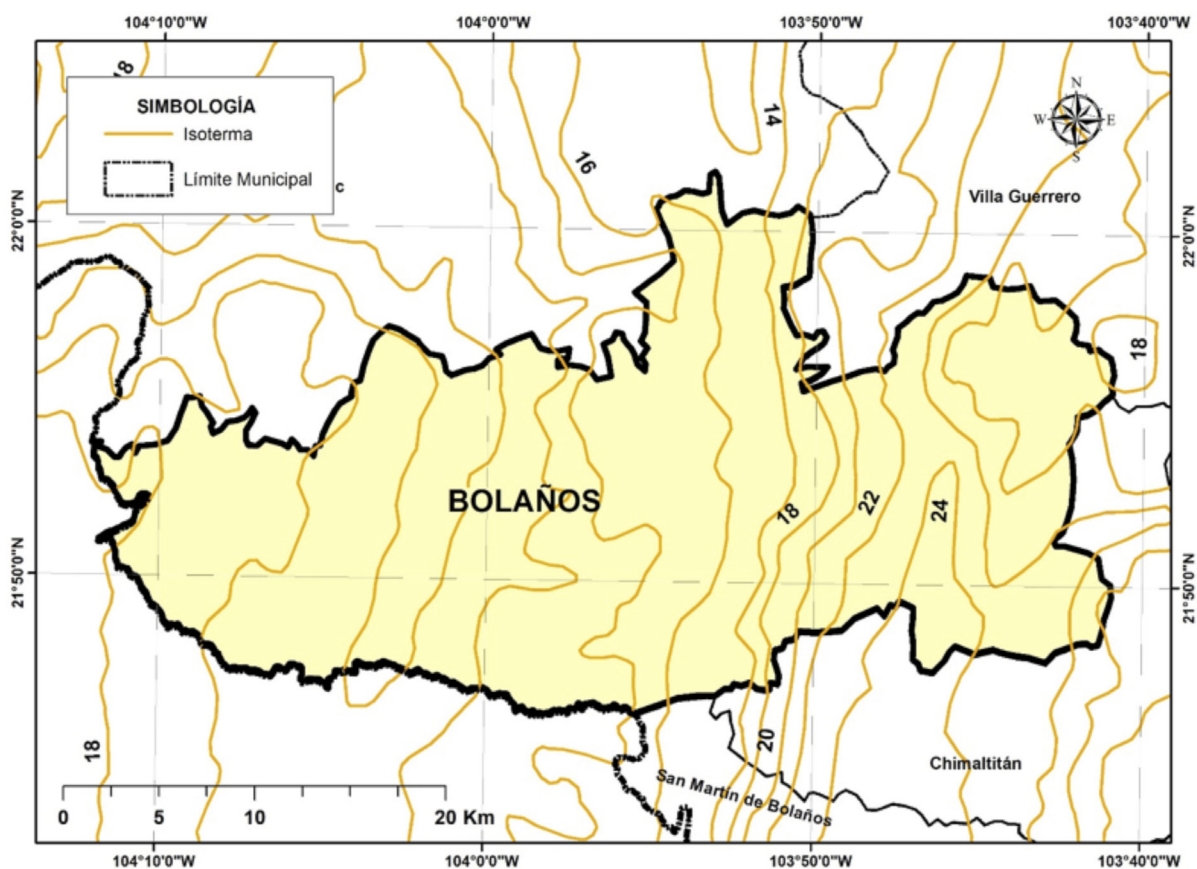 104°10'0"W
104°0'0"W
103°50'0"W
103°40'0"W
18
SIMBOLOGÍA
Isoterma
Límite Municipal
c
14
16
N
W
E
S
Villa Guerrero
22°0'0"N
22°0'0"N
18
BOLAÑOS
18
22
24
21°50'0"N
21°50'0"N
18
20
Chimaltitán
San Martín de Bolaños
0
5
10
20 Km
104°10'0"W
104°0'0"W
103°50'0"W
103°40'0"W